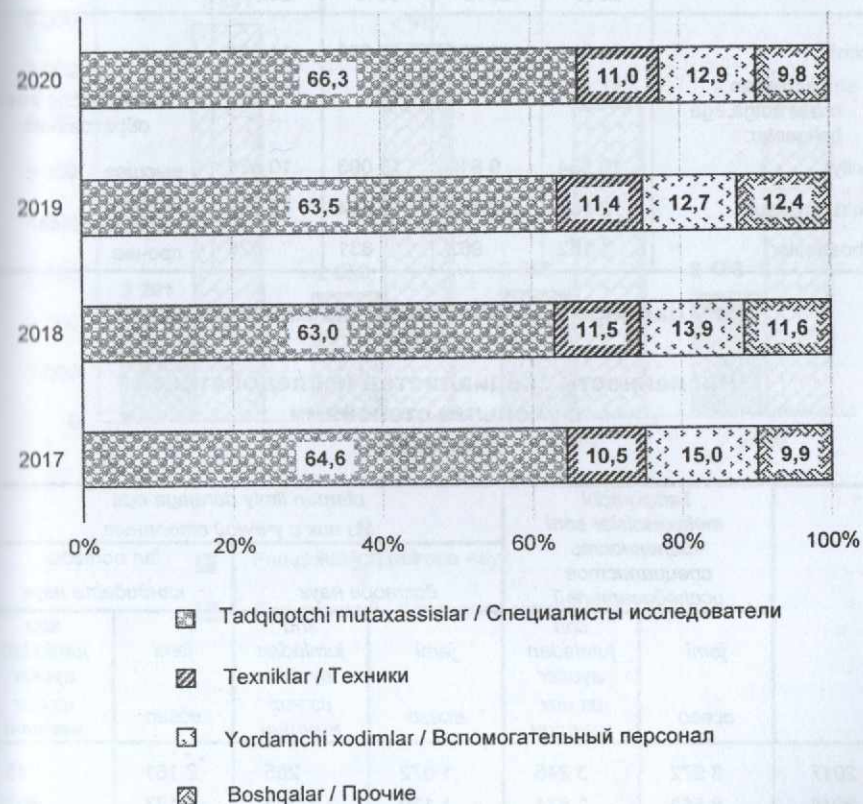 2020 66,3 11,0 12,9 9,8
2019 63,5 11,4 12,7 12,4
2018 63,0 11,5 13,9 11,6
2017 64,6 10,5 15,0 9,9
0% 20% 40% 60% 80% 100%
Tadqiqotchi mutaxassislar / Специалисты исследователи
Texniklar / Техники
Yordamchi xodimlar / Вспомогательный персонал
Boshqalar / Прочие